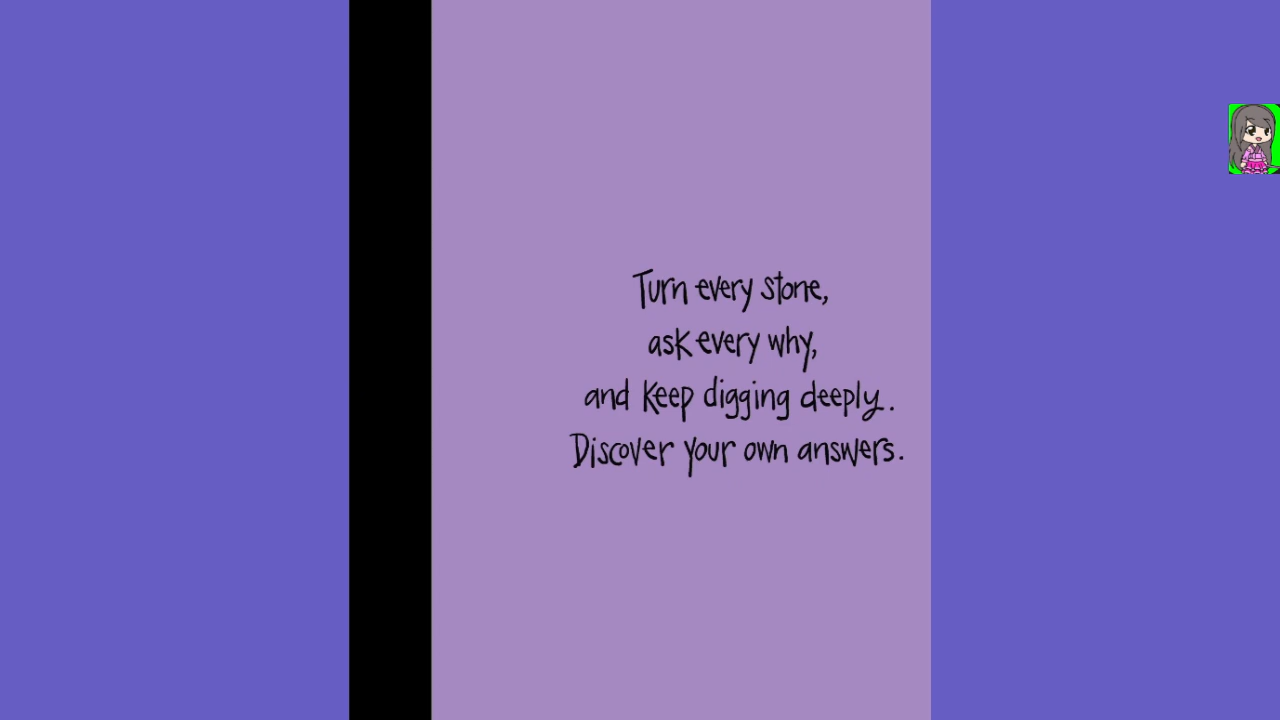 Turn every stone,
ask every why,
and keep digging deeply.
Discover your own answers.